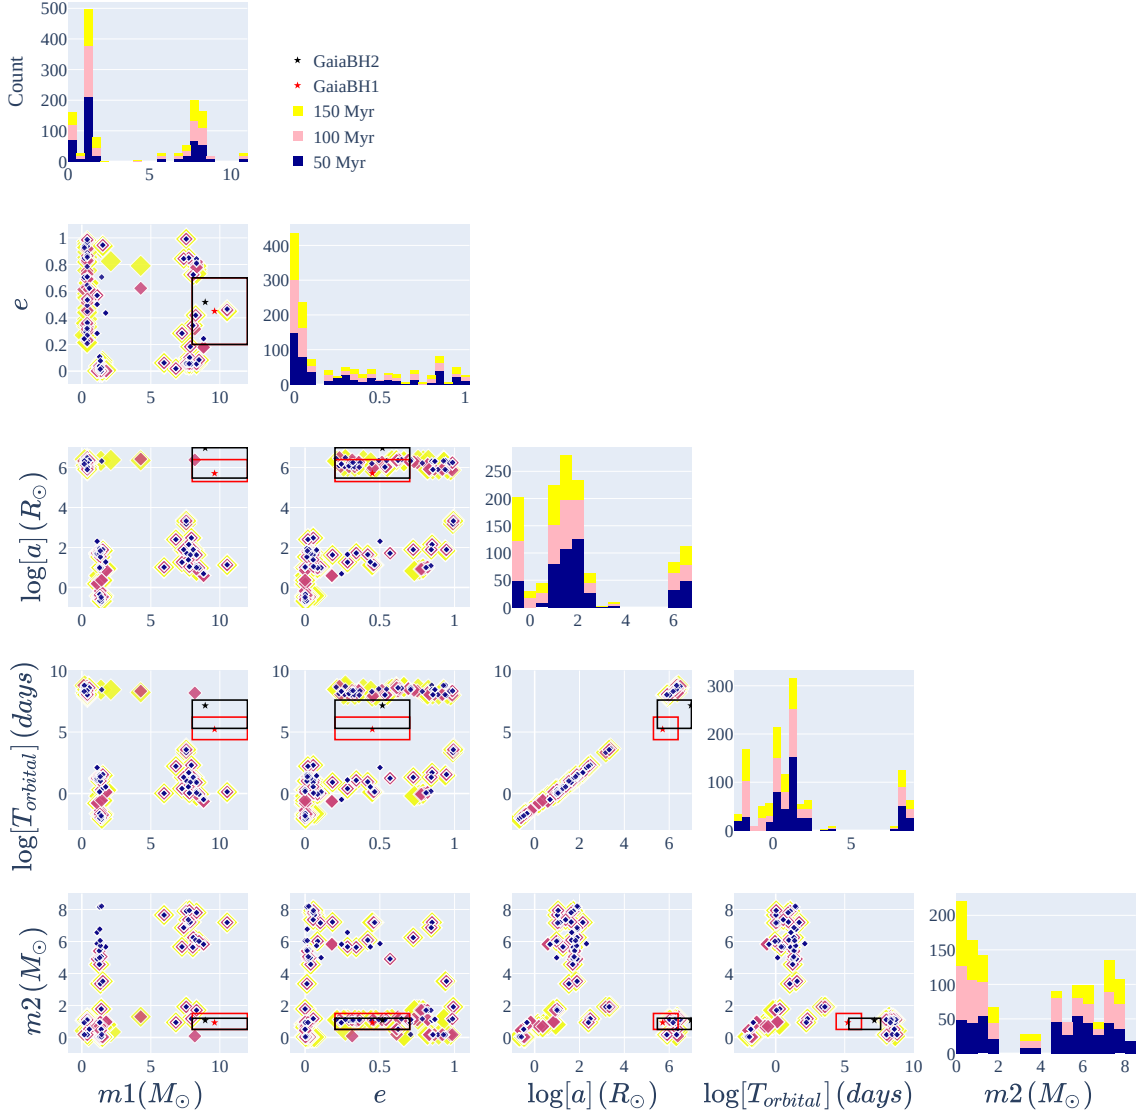 500
400
300
200
100
0
Count
0 5 10
GaiaBH2
GaiaBH1
150 Myr
100 Myr
50 Myr
1
0.8
0.6
0.4
0.2
0
e
0 5 10
400
300
200
100
0
0 0.5 1
6
4
2
0
log[a] (R⊙)
0 5 10
0 0.5 1
250
200
150
100
50
0
0 2 4 6
10
5
0
log[T_orbital] (days)
0 5 10
0 0.5 1
0 2 4 6
300
200
100
0
0 5
8
6
4
2
0
m2 (M⊙)
0 5 10
0 0.5 1
0 2 4 6
0 5 10
200
150
100
50
0
0 2 4 6 8
m1(M⊙) e log[a] (R⊙) log[T_orbital] (days) m2 (M⊙)